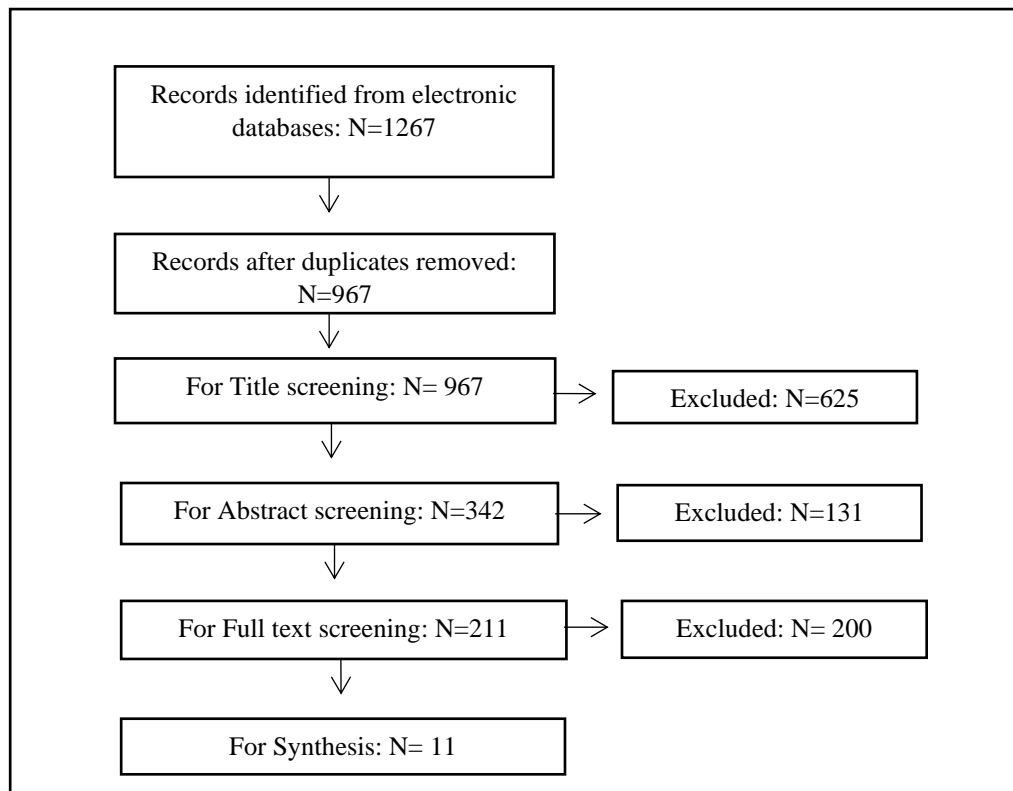 Records identified from electronic
databases: N=1267
Records after duplicates removed:
N=967
For Title screening: N= 967
Excluded: N=625
For Abstract screening: N=342
Excluded: N=131
For Full text screening: N=211
Excluded: N= 200
For Synthesis: N= 11